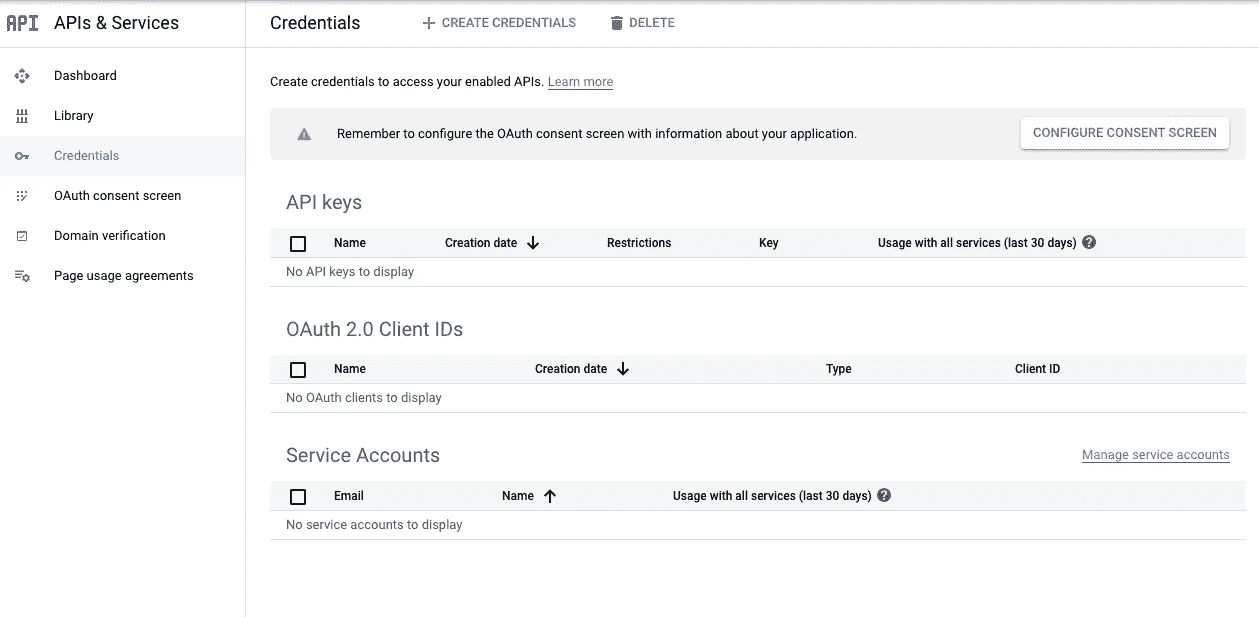 API APIs & Services
Credentials
CREATE CREDENTIALS
DELETE
Dashboard
Library
Credentials
OAuth consent screen
Domain verification
Page usage agreements
Create credentials to access your enabled APIs. Learn more
Remember to configure the OAuth consent screen with information about your application.
CONFIGURE CONSENT SCREEN
API keys
Name Creation date Restrictions Key Usage with all services (last 30 days)
No API keys to display
OAuth 2.0 Client IDs
Name Creation date Type Client ID
No OAuth clients to display
Service Accounts
Manage service accounts
Email Name Usage with all services (last 30 days)
No service accounts to display